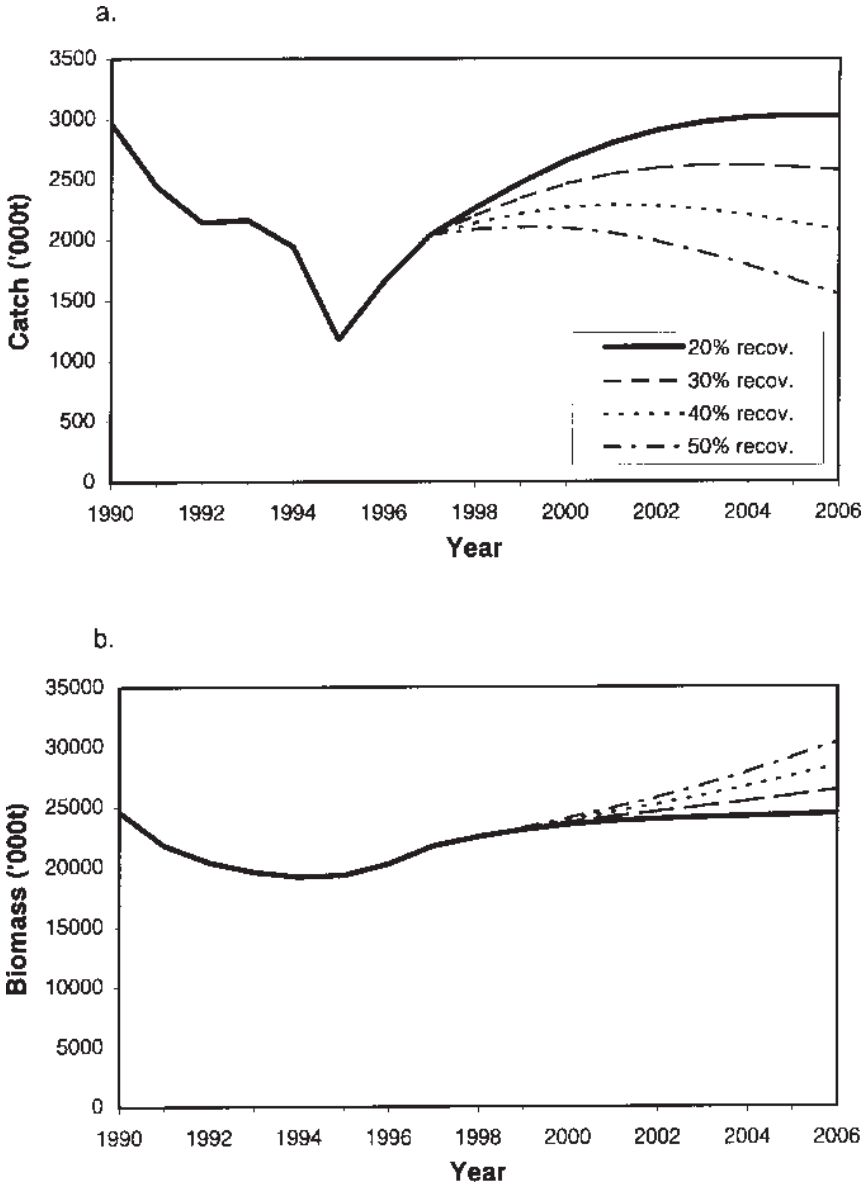 a.
3500
3000
2500
2000
1500
1000
500
0
Catch ('000t)
20% recov.
30% recov.
40% recov.
50% recov.
1990 1992 1994 1996 1998 2000 2002 2004 2006
Year
b.
35000
30000
25000
20000
15000
10000
5000
0
Biomass ('000t)
1990 1992 1994 1996 1998 2000 2002 2004 2006
Year